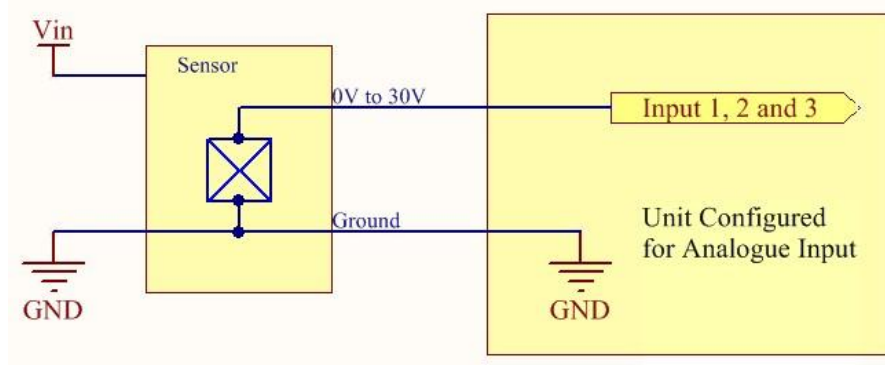 Vin
Sensor
0V to 30V
Input 1, 2 and 3
Ground
Unit Configured
for Analogue Input
GND
GND